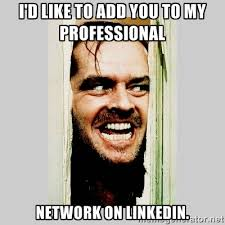 I'D LIKE TO ADD YOU TO MY
PROFESSIONAL
NETWORK ON LINKEDIN.